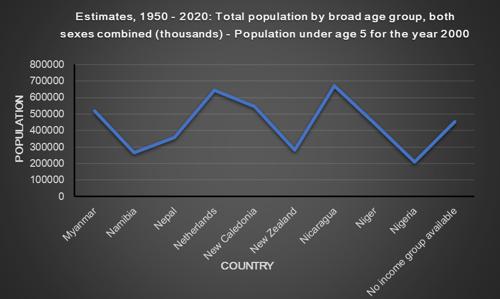 Estimates, 1950 - 2020: Total population by broad age group, both
sexes combined (thousands) - Population under age 5 for the year 2000
POPULATION
800000
700000
600000
500000
400000
300000
200000
100000
0
Myanmar
Namibia
Nepal
Netherlands
New Caledonia
New Zealand
Nicaragua
Niger
Nigeria
No income group available
COUNTRY